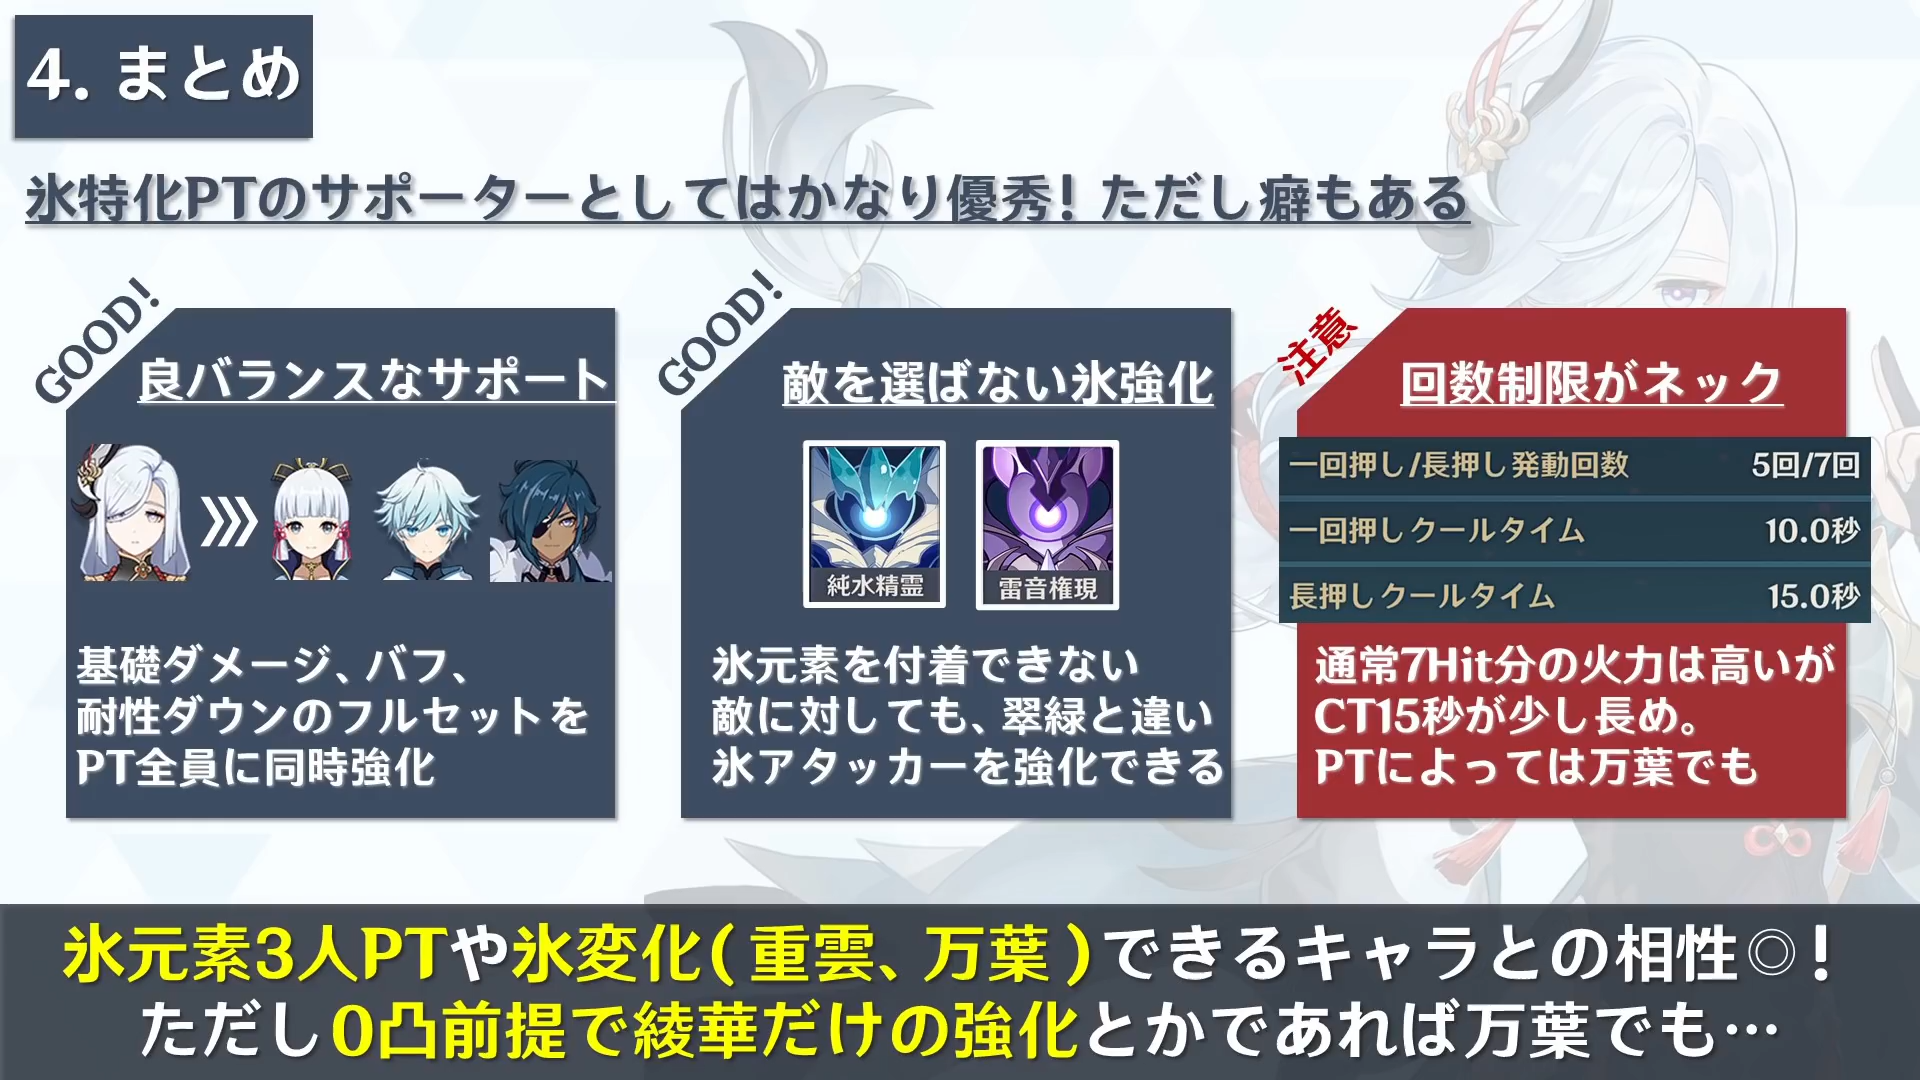 4. まとめ
氷特化PTのサポーターとしてはかなり優秀！ただし癖もある
GOOD!
良バランスなサポート
基礎ダメージ、バフ、
耐性ダウンのフルセットを
PT全員に同時強化
GOOD!
敵を選ばない氷強化
純水精霊
雷音権現
氷元素を付着できない
敵に対しても、翠緑と違い
氷アタッカーを強化できる
注意
回数制限がネック
一回押し/長押し発動回数 5回/7回
一回押しクールタイム 10.0秒
長押しクールタイム 15.0秒
通常7Hit分の火力は高いが
CT15秒が少し長め。
PTによっては万葉でも
氷元素3人PTや氷変化(重雲、万葉)できるキャラとの相性◎！
ただし0凸前提で綾華だけの強化とかであれば万葉でも…